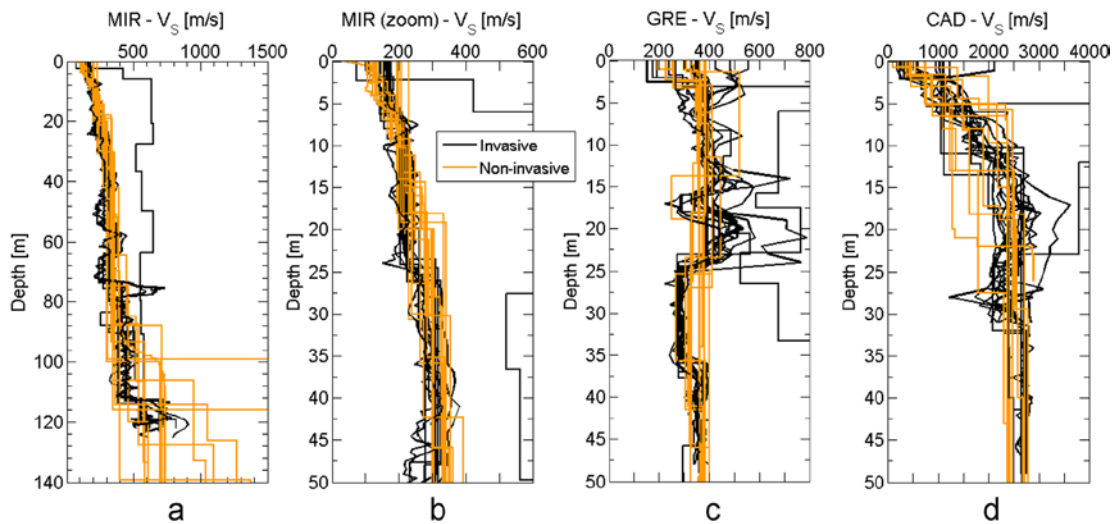 MIR - VS [m/s]
500 1000 1500
Depth [m]
0
20
40
60
80
100
120
140
a
MIR (zoom) - VS [m/s]
0 200 400 600
Depth [m]
0
5
10
15
20
25
30
35
40
45
50
Invasive
Non-invasive
b
GRE - VS [m/s]
0 200 400 600 800
Depth [m]
0
5
10
15
20
25
30
35
40
45
50
c
CAD - VS [m/s]
0 1000 2000 3000 4000
Depth [m]
0
5
10
15
20
25
30
35
40
45
50
d